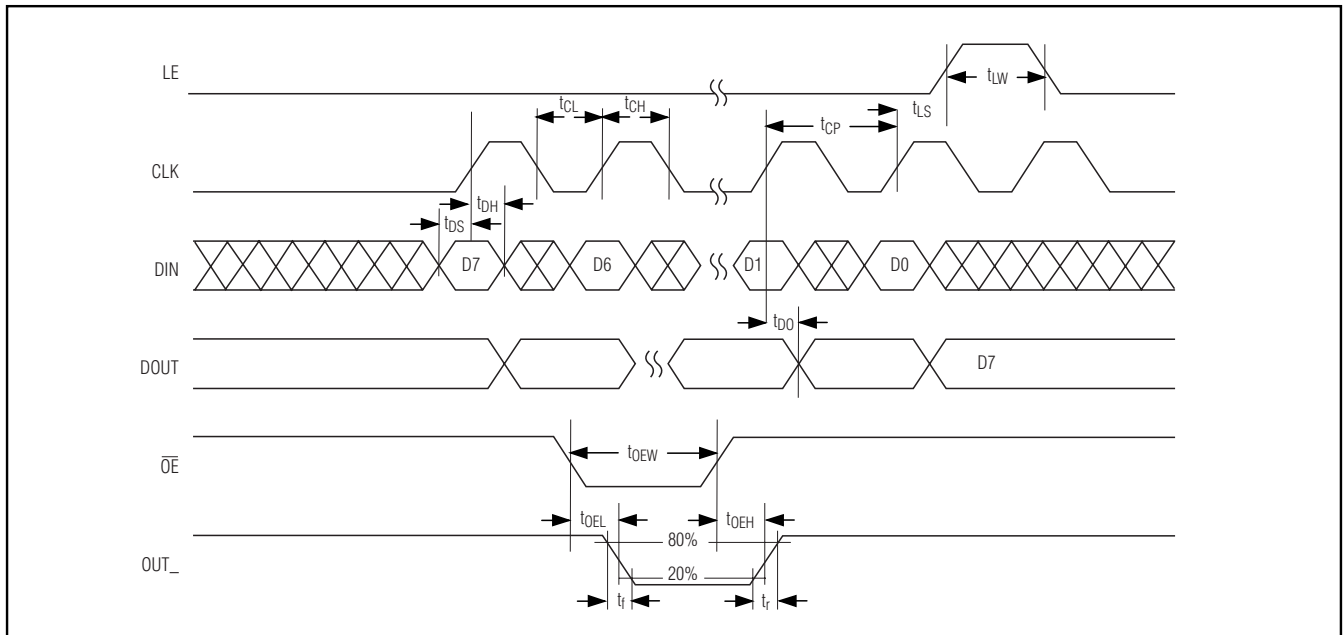 LE
tLW
tCL
tCH
tLS
tCP
CLK
tDH
tDS
DIN
D7
D6
D1
D0
tDO
DOUT
D7
OE
tOEW
tOEL
tOEH
80%
OUT_
20%
tf
tr